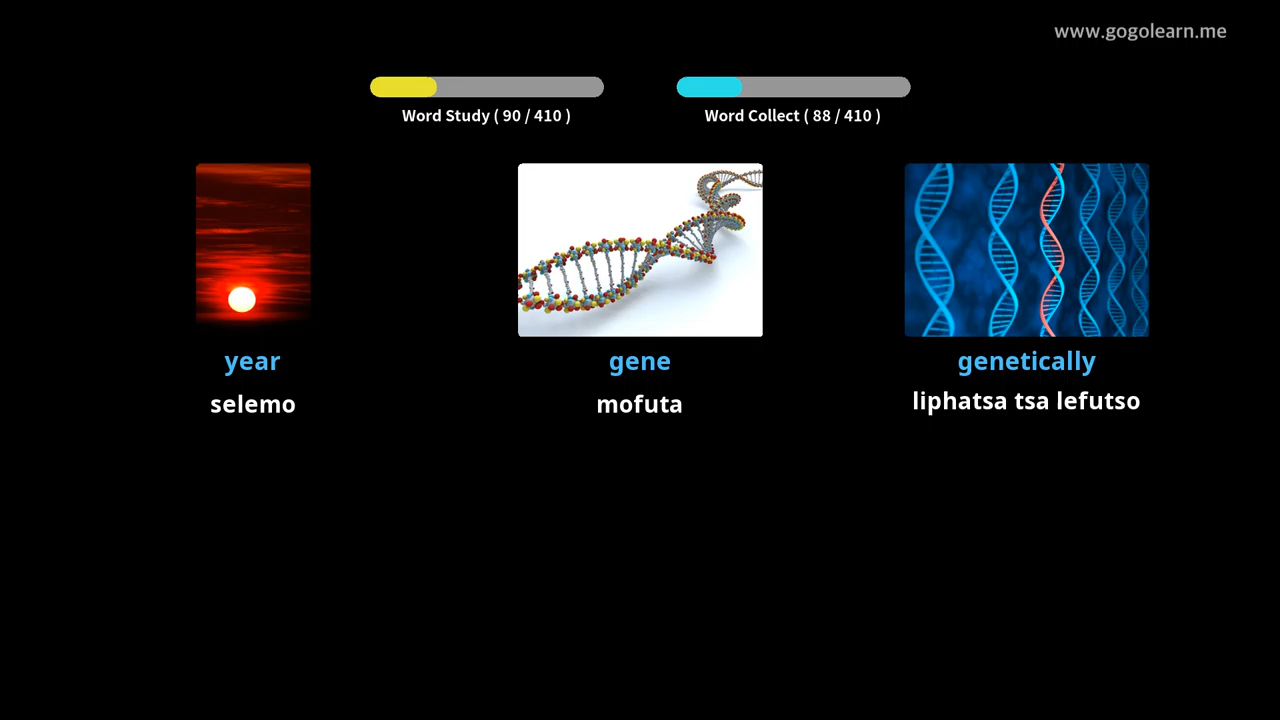 www.gogolearn.me
Word Study ( 90 / 410 )
Word Collect ( 88 / 410 )
year
gene
genetically
selemo
mofuta
liphatsa tsa lefutso